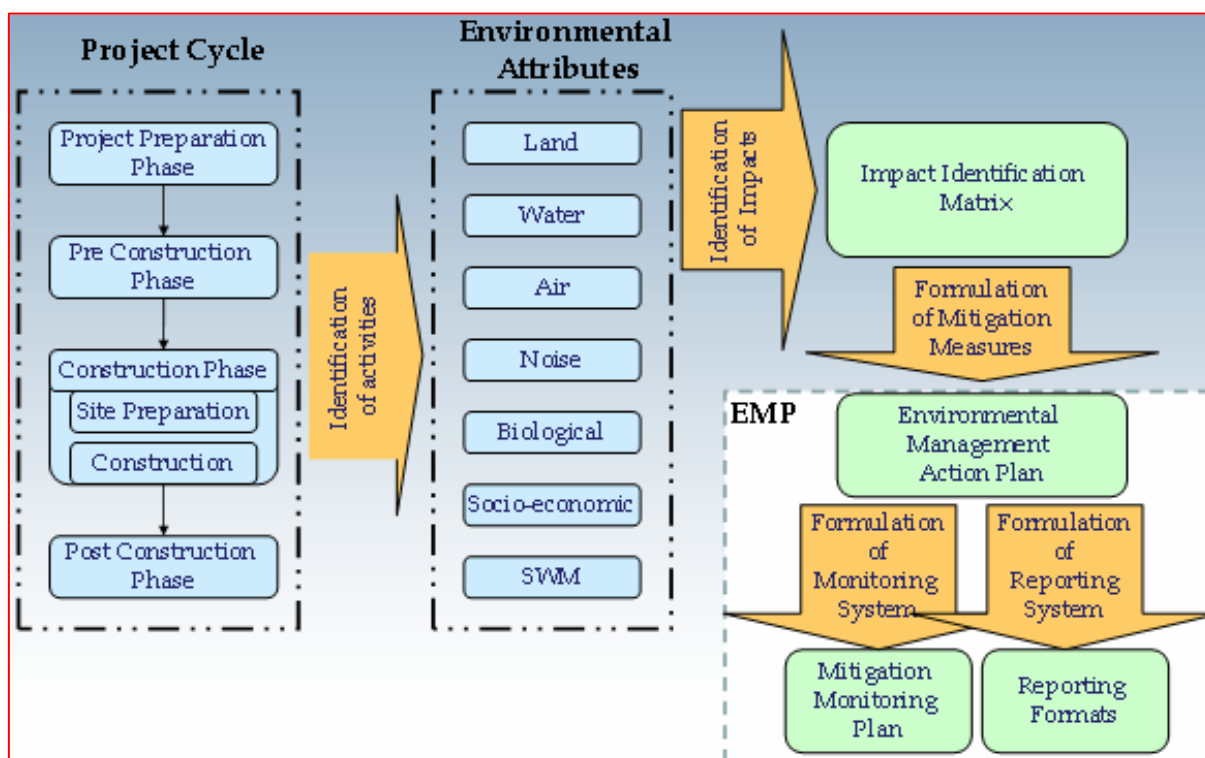 Project Cycle
Project Preparation
Phase
Pre Construction
Phase
Construction Phase
Site Preparation
Construction
Post Construction
Phase
Identification
of activities
Environmental
Attributes
Land
Water
Air
Noise
Biological
Socio-economic
SWM
Identification
of Impacts
Impact Identification
Matrix
Formulation
of Mitigation
Measures
EMP
Environmental
Management
Action Plan
Formulation
of
Monitoring
System
Formulation
of
Reporting
System
Mitigation
Monitoring
Plan
Reporting
Formats